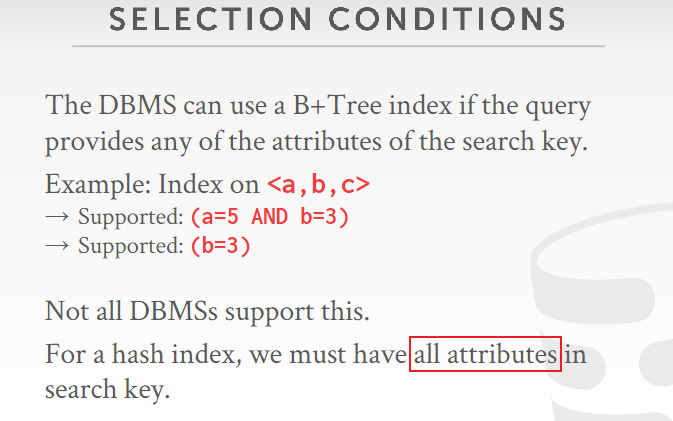 SELECTION CONDITIONS
The DBMS can use a B+Tree index if the query
provides any of the attributes of the search key.
Example: Index on <a,b,c>
→ Supported: (a=5 AND b=3)
→ Supported: (b=3)
Not all DBMSs support this.
For a hash index, we must have all attributes in
search key.